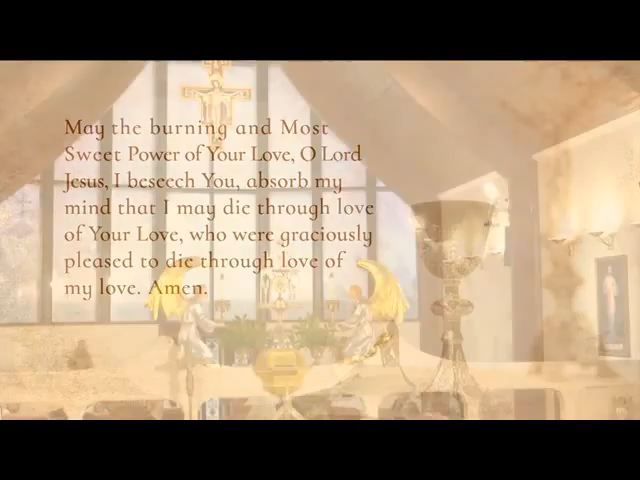 May the burning and Most
Sweet Power of Your Love, O Lord
Jesus, I beseech You, absorb my
mind that I may die through love
of Your Love, who were graciously
pleased to die through love of
my love. Amen.